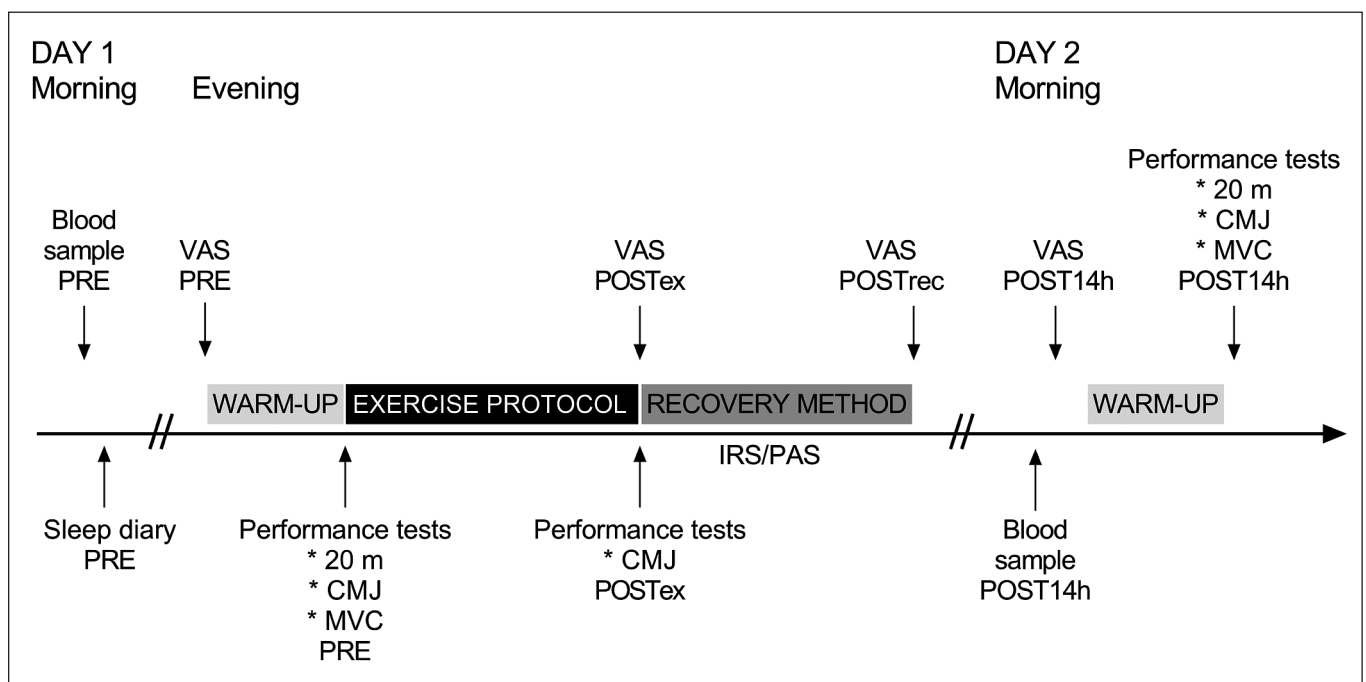 DAY 1
Morning
Evening
DAY 2
Morning
Blood
sample
PRE
VAS
PRE
VAS
POSTex
VAS
POSTrec
VAS
POST14h
Performance tests
* 20 m
* CMJ
* MVC
POST14h
WARM-UP
EXERCISE PROTOCOL
RECOVERY METHOD
WARM-UP
IRS/PAS
Sleep diary
PRE
Performance tests
* 20 m
* CMJ
* MVC
PRE
Performance tests
* CMJ
POSTex
Blood
sample
POST14h